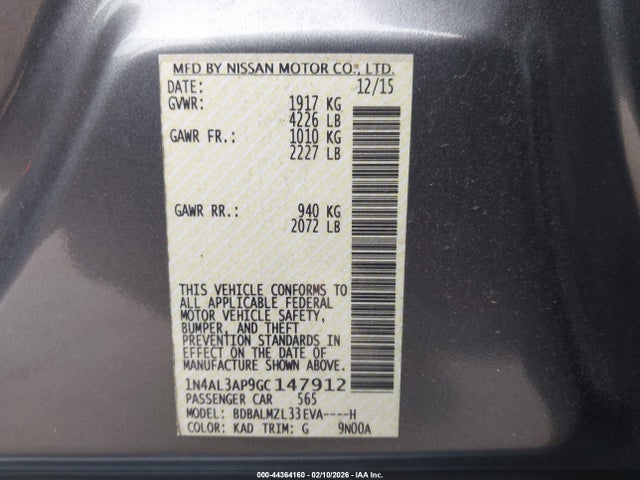 MFD BY NISSAN MOTOR CO., LTD.
DATE: 12/15
GVWR: 1917 KG
4226 LB
GAWR FR.: 1010 KG
2227 LB
GAWR RR.: 940 KG
2072 LB
THIS VEHICLE CONFORMS TO
ALL APPLICABLE FEDERAL
MOTOR VEHICLE SAFETY,
BUMPER, AND THEFT
PREVENTION STANDARDS IN
EFFECT ON THE DATE OF
MANUFACTURE SHOWN ABOVE.
1N4AL3AP9GC147912
PASSENGER CAR 565
MODEL: BDBALMZL33EVA----H
COLOR: KAD TRIM: G 9N00A
000-44364160 - 02/10/2026 - IAA Inc.